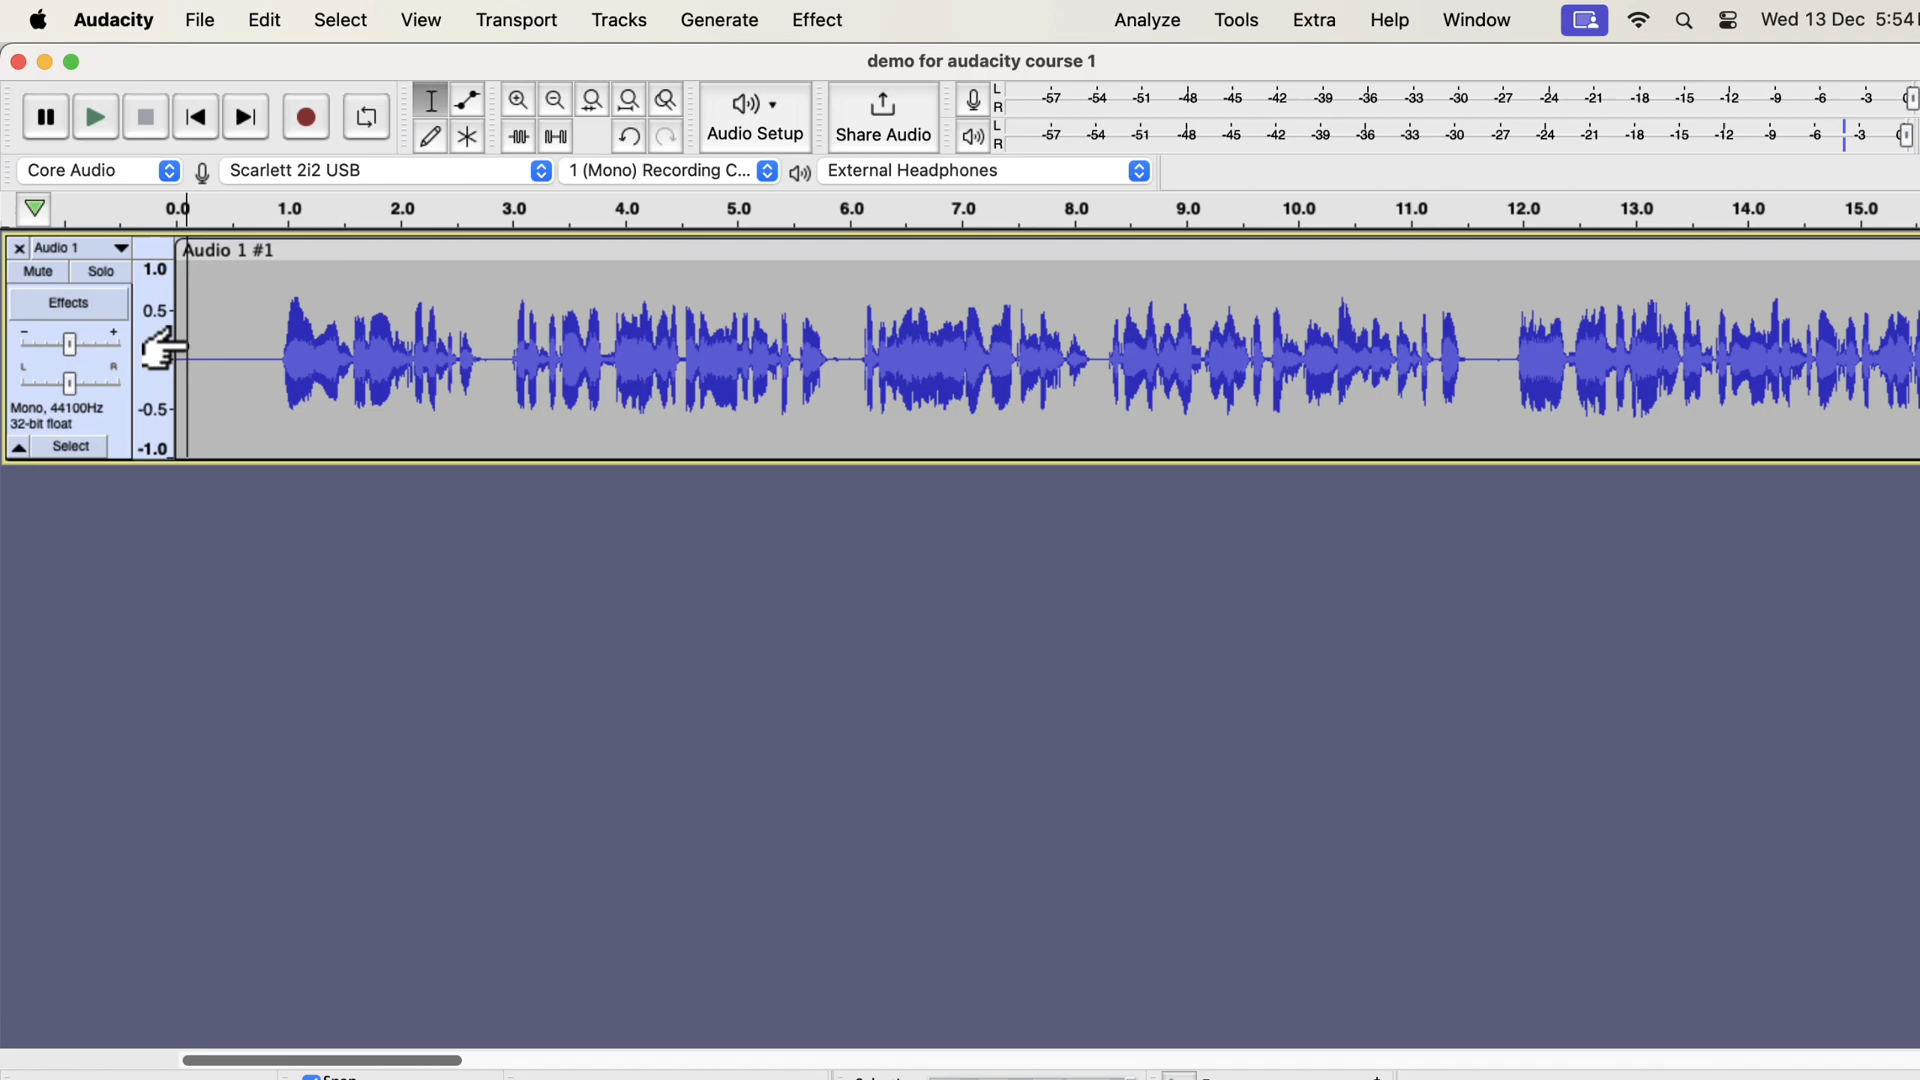 Audacity File Edit Select View Transport Tracks Generate Effect Analyze Tools Extra Help Window Wed 13 Dec 5:54
demo for audacity course 1
Audio Setup
Share Audio
L
R
-57 -54 -51 -48 -45 -42 -39 -36 -33 -30 -27 -24 -21 -18 -15 -12 -9 -6 -3
L
R
-57 -54 -51 -48 -45 -42 -39 -36 -33 -30 -27 -24 -21 -18 -15 -12 -9 -6 -3
Core Audio Scarlett 2i2 USB 1 (Mono) Recording C... External Headphones
0.0 1.0 2.0 3.0 4.0 5.0 6.0 7.0 8.0 9.0 10.0 11.0 12.0 13.0 14.0 15.0
Audio 1 Audio 1 #1
Mute Solo 1.0
Effects
0.5
- +
L R
Mono, 44100Hz -0.5
32-bit float
Select -1.0